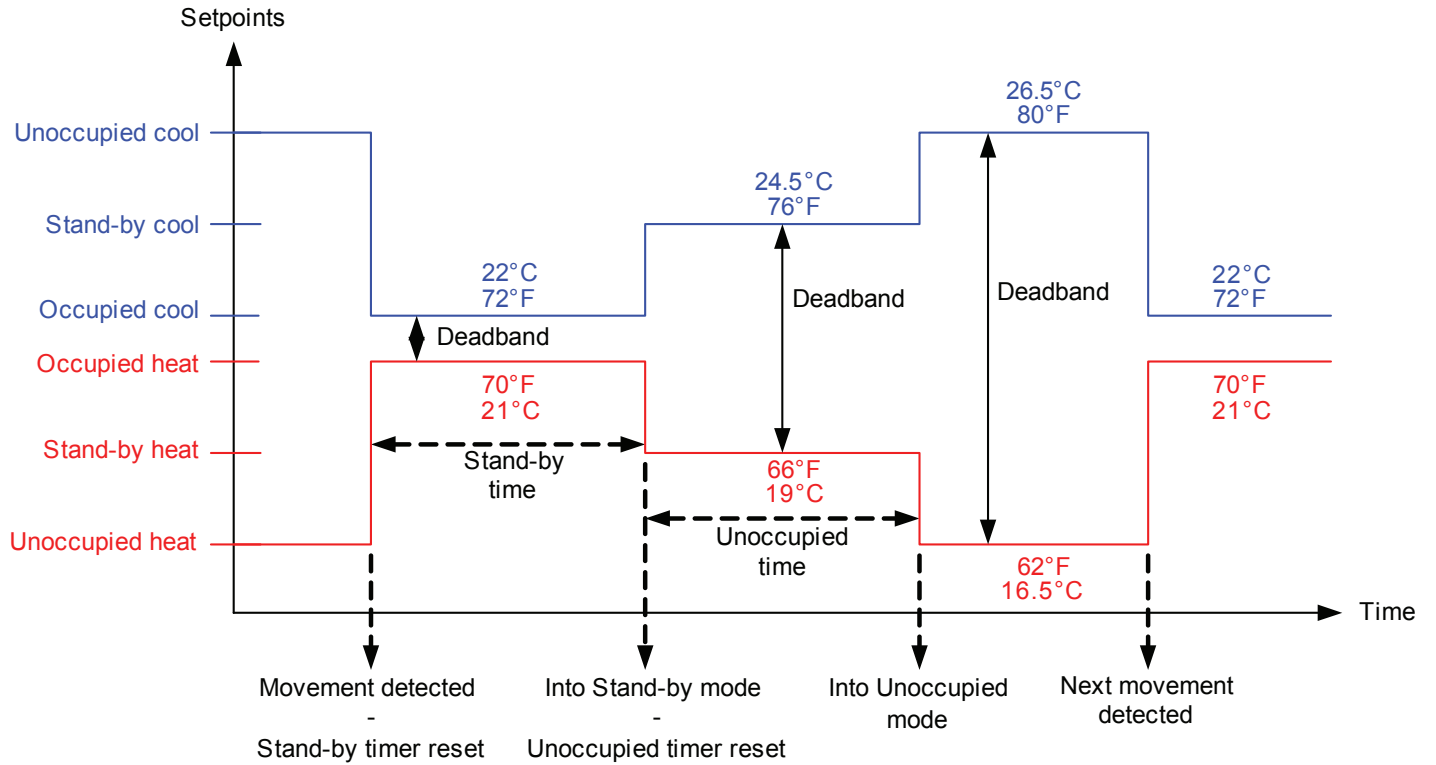 Setpoints
Unoccupied cool
Stand-by cool
Occupied cool
Occupied heat
Stand-by heat
Unoccupied heat
22°C
72°F
Deadband
70°F
21°C
Stand-by
time
24.5°C
76°F
Deadband
66°F
19°C
Unoccupied
time
26.5°C
80°F
Deadband
62°F
16.5°C
22°C
72°F
70°F
21°C
Time
Movement detected
-
Stand-by timer reset
Into Stand-by mode
-
Unoccupied timer reset
Into Unoccupied
mode
Next movement
detected